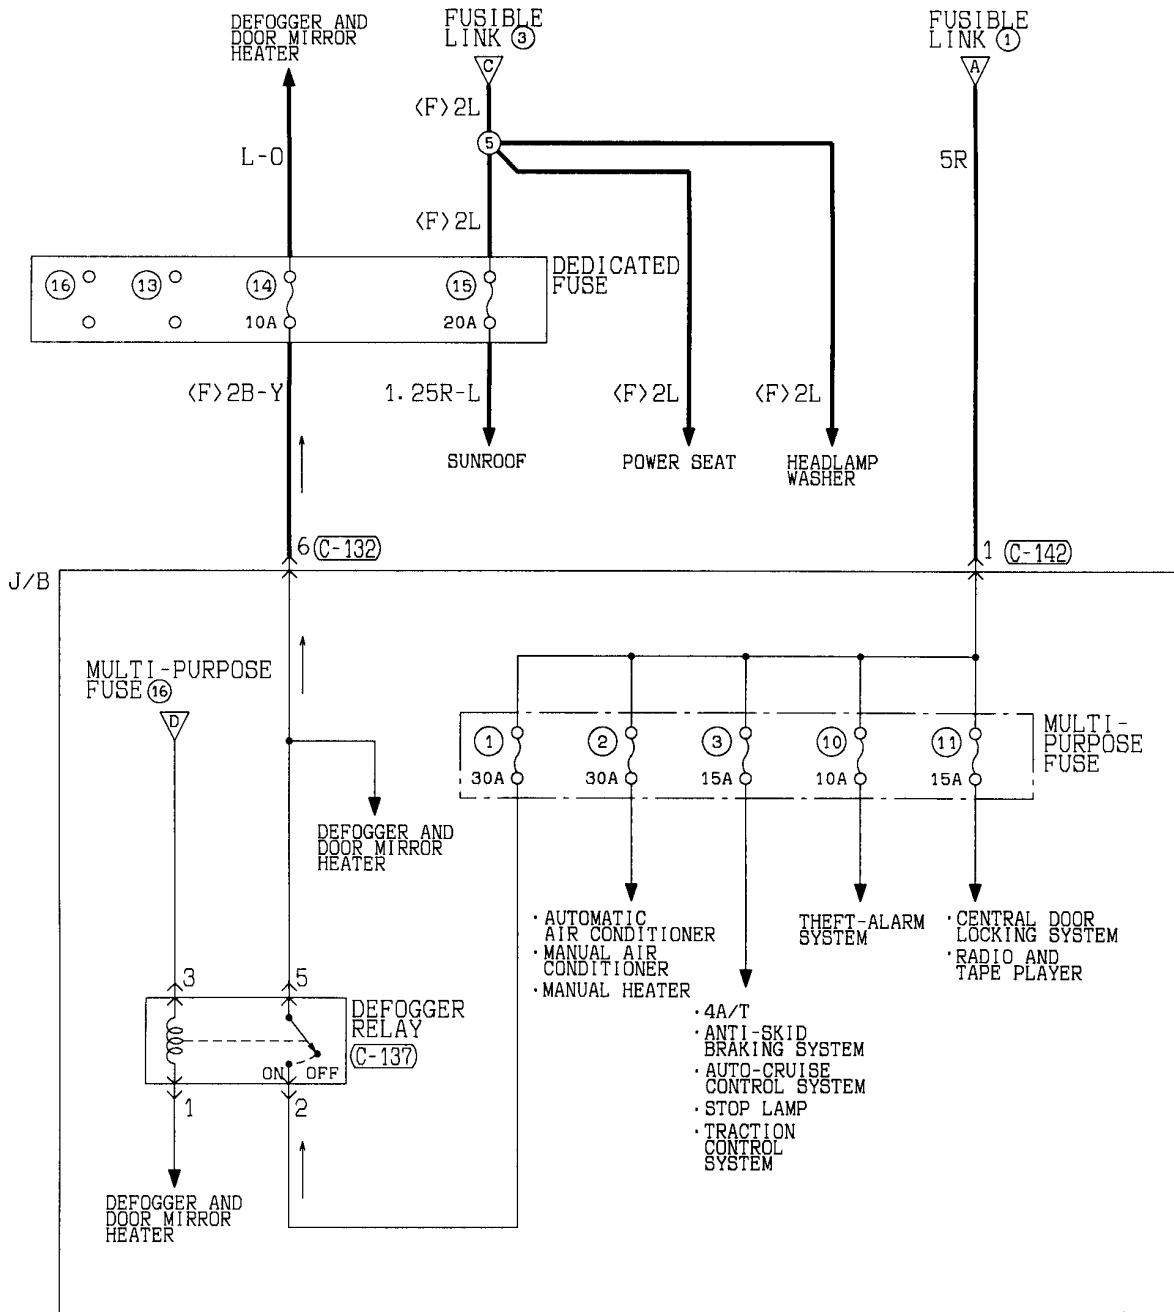 DEFOGGER AND
DOOR MIRROR
HEATER
FUSIBLE
LINK ③
C
FUSIBLE
LINK ①
A
<F>2L
5
L-O
5R
<F>2L
DEDICATED
FUSE
16
13
14
15
10A
20A
<F>2B-Y
1.25R-L
<F>2L
<F>2L
SUNROOF
POWER SEAT
HEADLAMP
WASHER
6 C-132
1 C-142
J/B
MULTI-PURPOSE
FUSE ⑯
D
MULTI-
PURPOSE
FUSE
1
2
3
10
11
30A
30A
15A
10A
15A
DEFOGGER AND
DOOR MIRROR
HEATER
· AUTOMATIC
AIR CONDITIONER
· MANUAL AIR
CONDITIONER
· MANUAL HEATER
THEFT-ALARM
SYSTEM
· CENTRAL DOOR
LOCKING SYSTEM
· RADIO AND
TAPE PLAYER
· 4A/T
· ANTI-SKID
BRAKING SYSTEM
· AUTO-CRUISE
CONTROL SYSTEM
· STOP LAMP
· TRACTION
CONTROL
SYSTEM
3
5
DEFOGGER
RELAY
C-137
ON OFF
1
2
DEFOGGER AND
DOOR MIRROR
HEATER